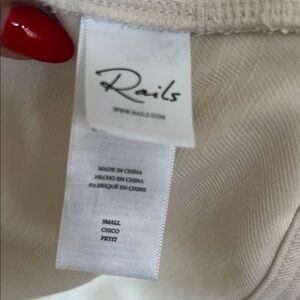 Rails
WWW.RAILS.COM
MADE IN CHINA
HECHO EN CHINA
FABRIQUÉ EN CHINE
SMALL
CHICO
PETIT